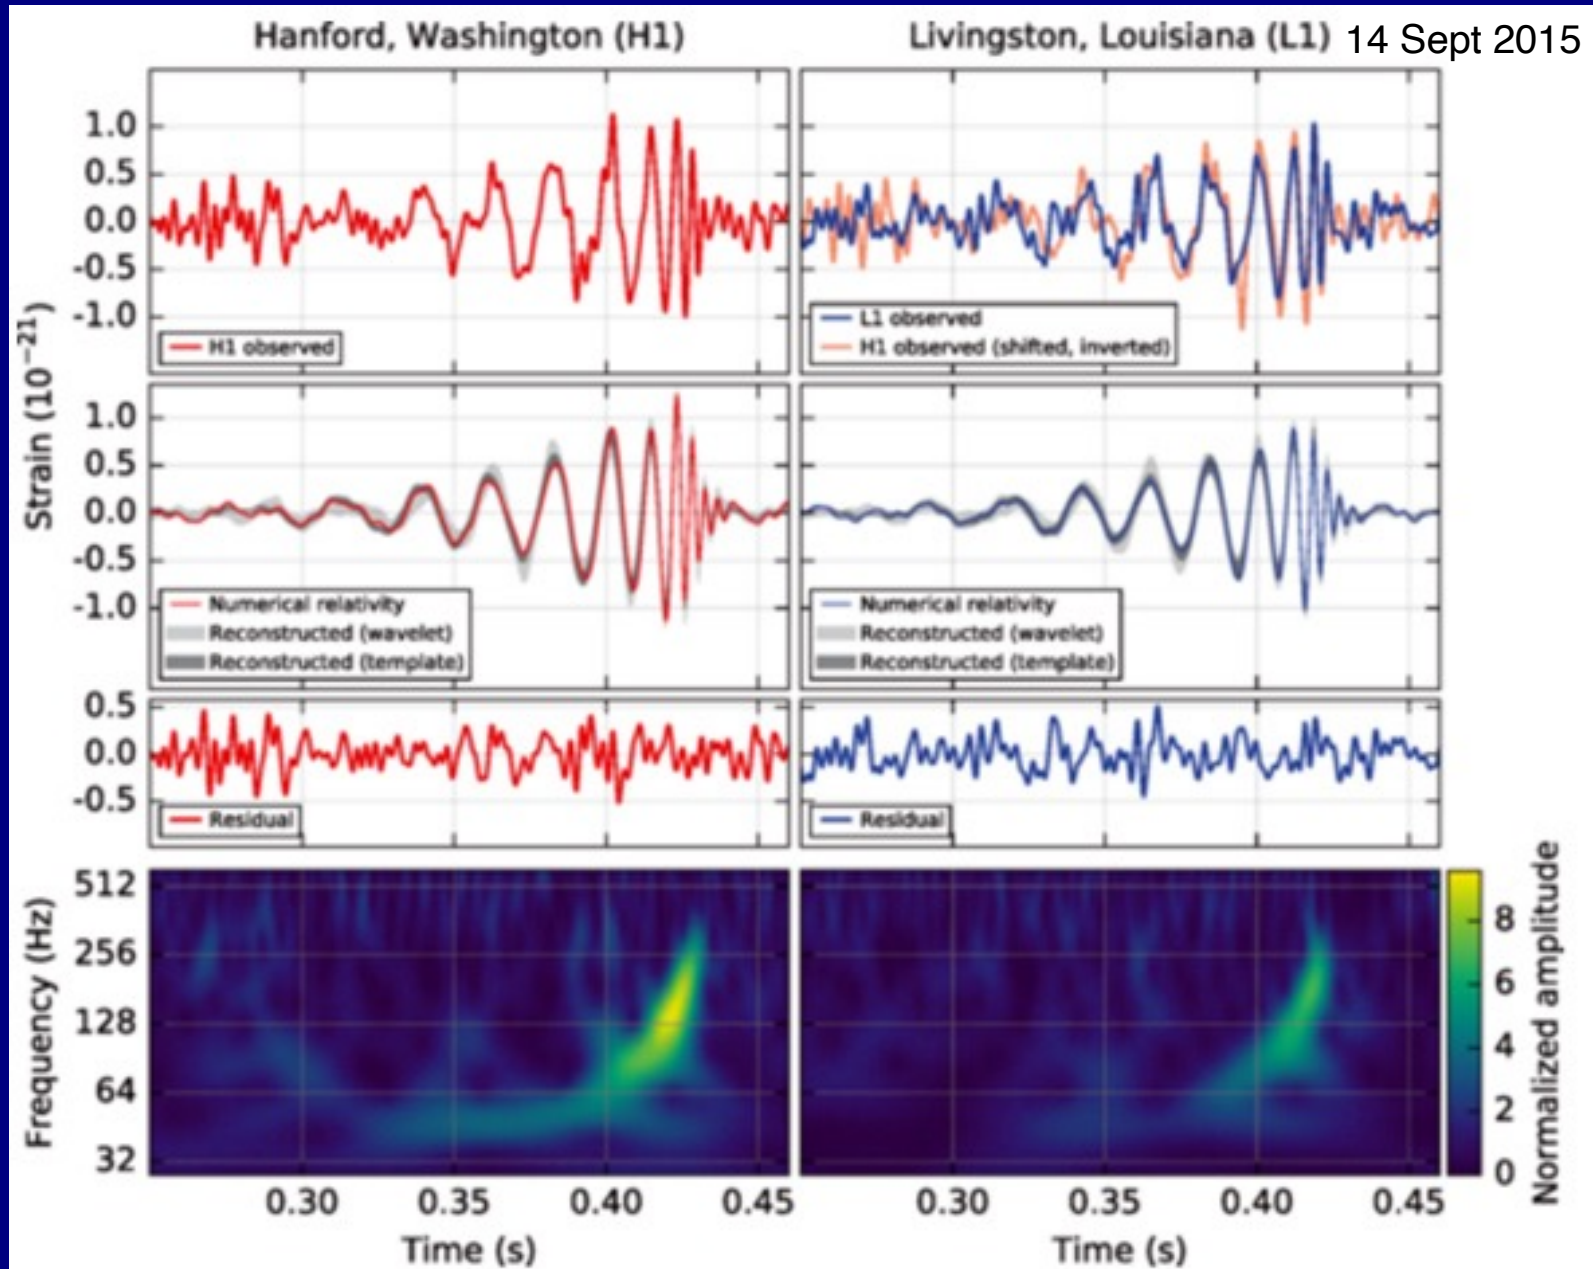 Hanford, Washington (H1)
Livingston, Louisiana (L1)
14 Sept 2015
Strain (10⁻²¹)
1.0
0.5
0.0
-0.5
-1.0
H1 observed
L1 observed
H1 observed (shifted, inverted)
1.0
0.5
0.0
-0.5
-1.0
Numerical relativity
Reconstructed (wavelet)
Reconstructed (template)
Numerical relativity
Reconstructed (wavelet)
Reconstructed (template)
0.5
0.0
-0.5
Residual
Residual
Frequency (Hz)
512
256
128
64
32
Normalized amplitude
8
6
4
2
0
0.30 0.35 0.40 0.45
0.30 0.35 0.40 0.45
Time (s)
Time (s)